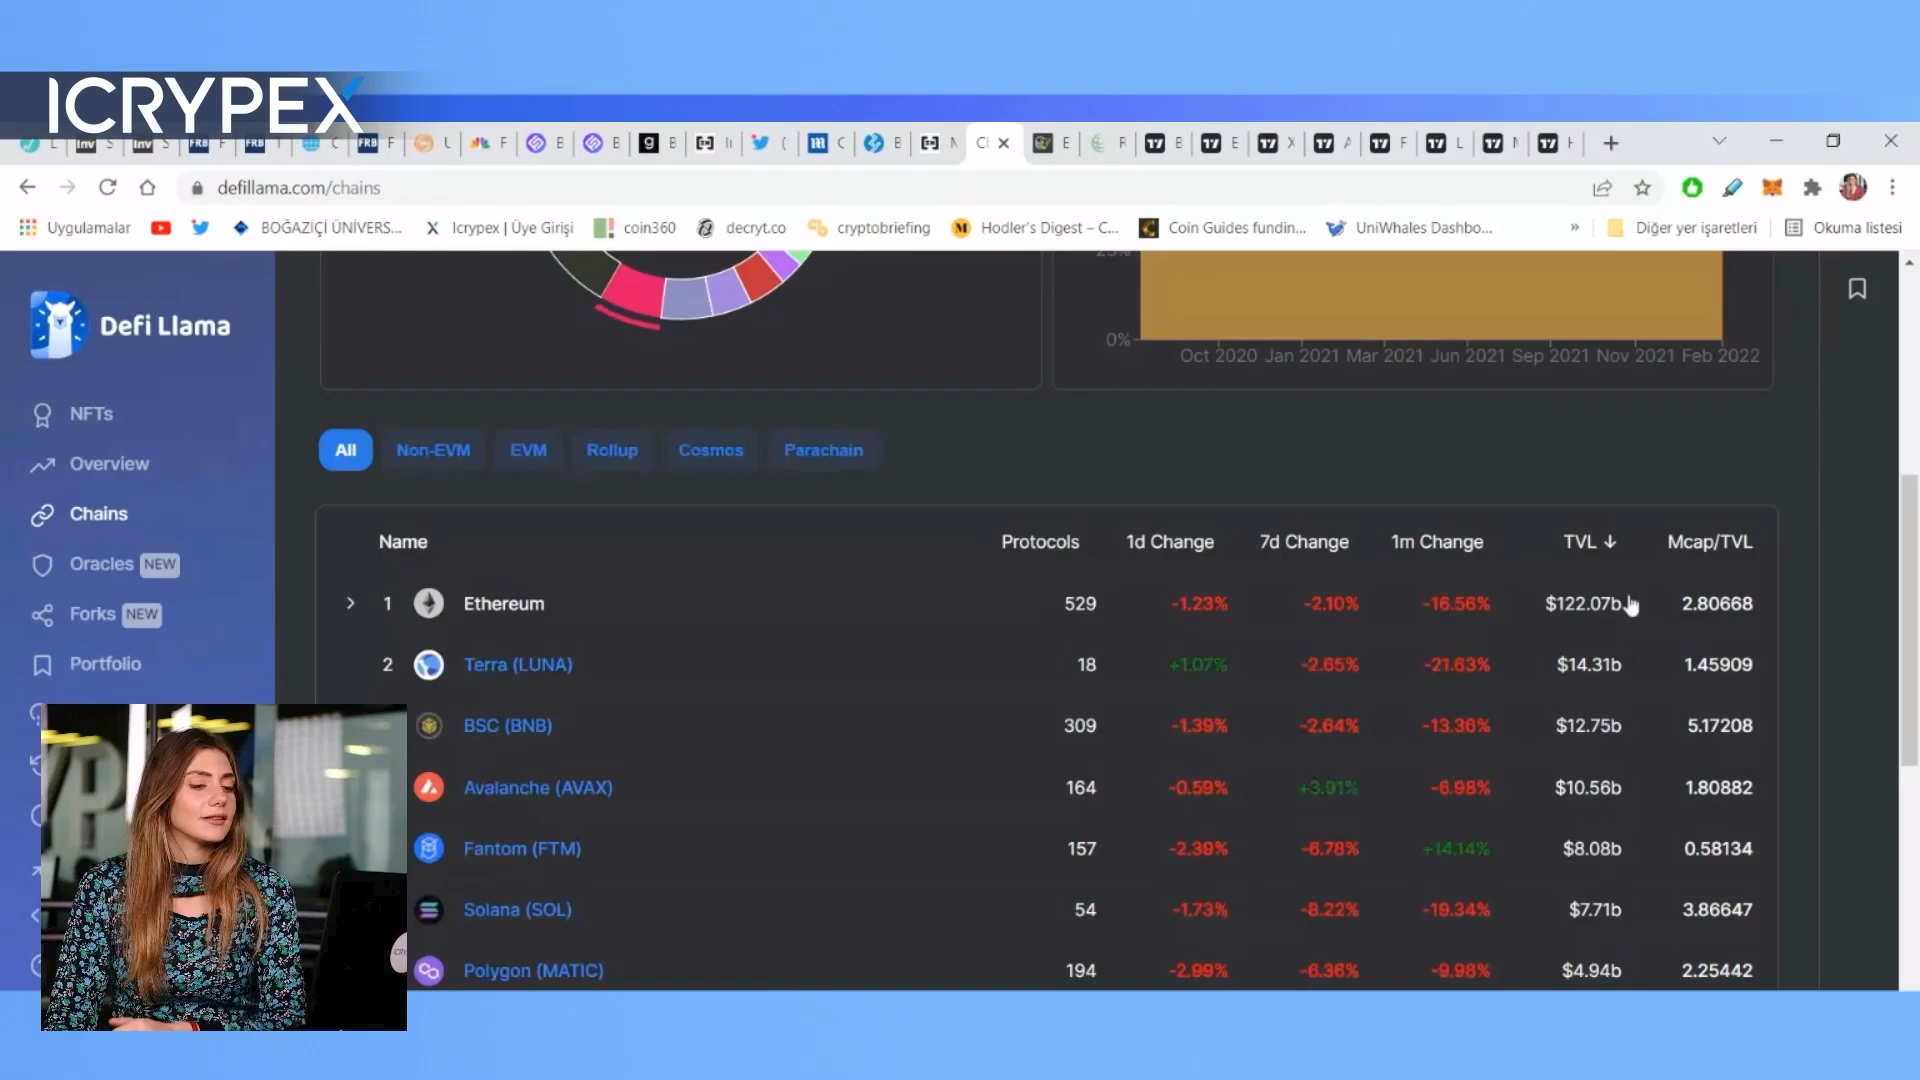 ICRYPEX
defillama.com/chains
Uygulamalar
BOĞAZİÇİ ÜNİVERS...
Icrypex | Üye Girişi
coin360
decryt.co
cryptobriefing
Hodler's Digest – C...
Coin Guides fundin...
UniWhales Dashbo...
»
Diğer yer işaretleri
Okuma listesi
Defi Llama
NFTs
Overview
Chains
Oracles NEW
Forks NEW
Portfolio
0%
Oct 2020 Jan 2021 Mar 2021 Jun 2021 Sep 2021 Nov 2021 Feb 2022
All Non-EVM EVM Rollup Cosmos Parachain
Name Protocols 1d Change 7d Change 1m Change TVL ↓ Mcap/TVL
1 Ethereum 529 -1.23% -2.10% -16.56% $122.07b 2.80668
2 Terra (LUNA) 18 +1.07% -2.65% -21.63% $14.31b 1.45909
BSC (BNB) 309 -1.39% -2.64% -13.36% $12.75b 5.17208
Avalanche (AVAX) 164 -0.59% +3.91% -6.98% $10.56b 1.80882
Fantom (FTM) 157 -2.39% -6.78% +14.14% $8.08b 0.58134
Solana (SOL) 54 -1.73% -8.22% -19.34% $7.71b 3.86647
Polygon (MATIC) 194 -2.99% -6.36% -9.98% $4.94b 2.25442